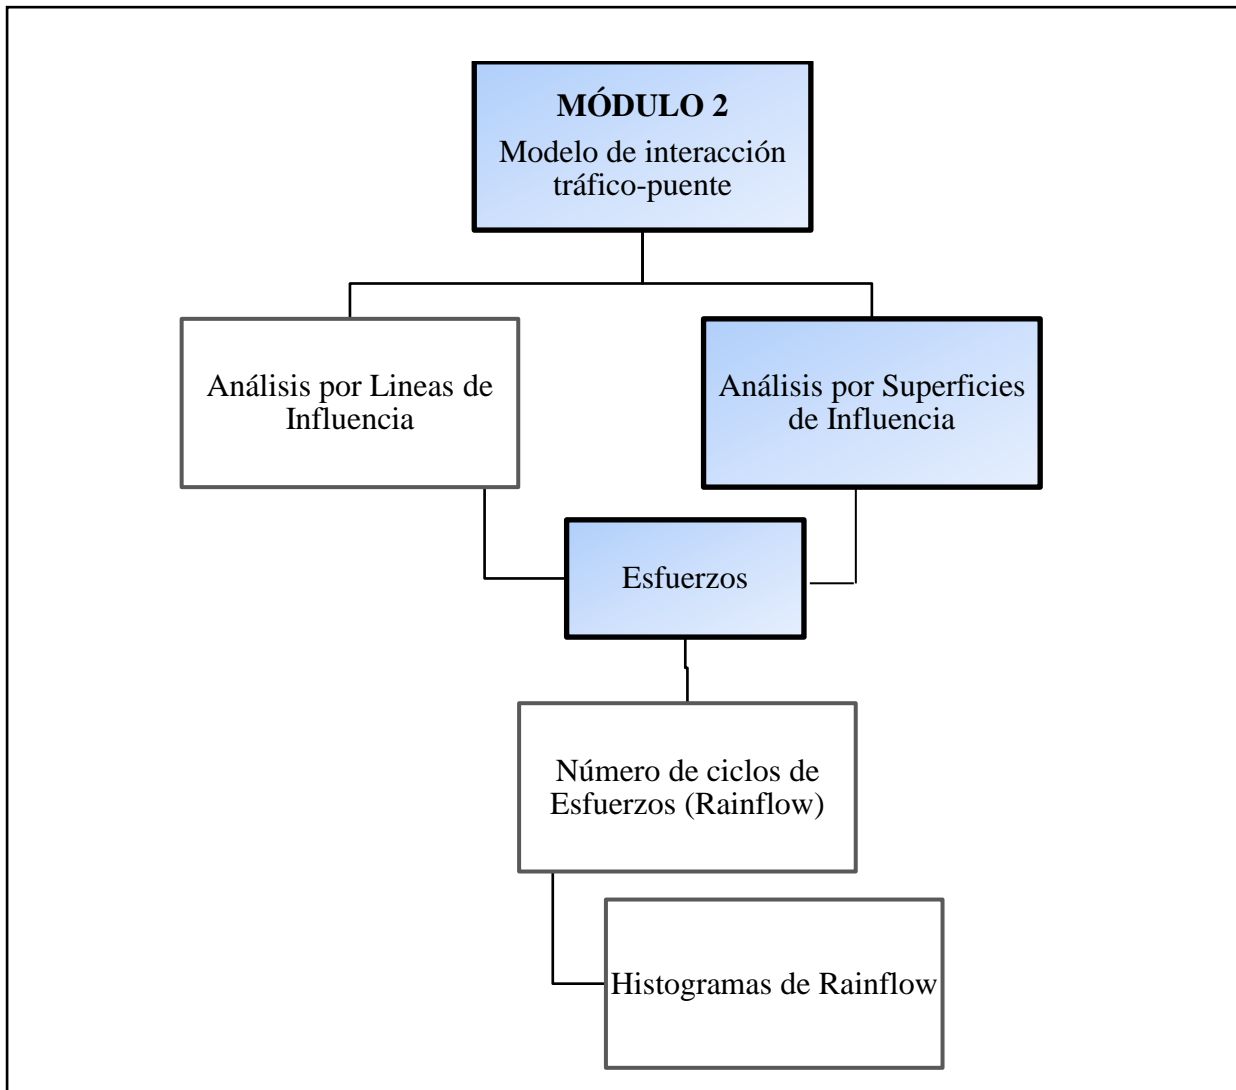 MÓDULO 2
Modelo de interacción
tráfico-puente
Análisis por Lineas de
Influencia
Análisis por Superficies
de Influencia
Esfuerzos
Número de ciclos de
Esfuerzos (Rainflow)
Histogramas de Rainflow